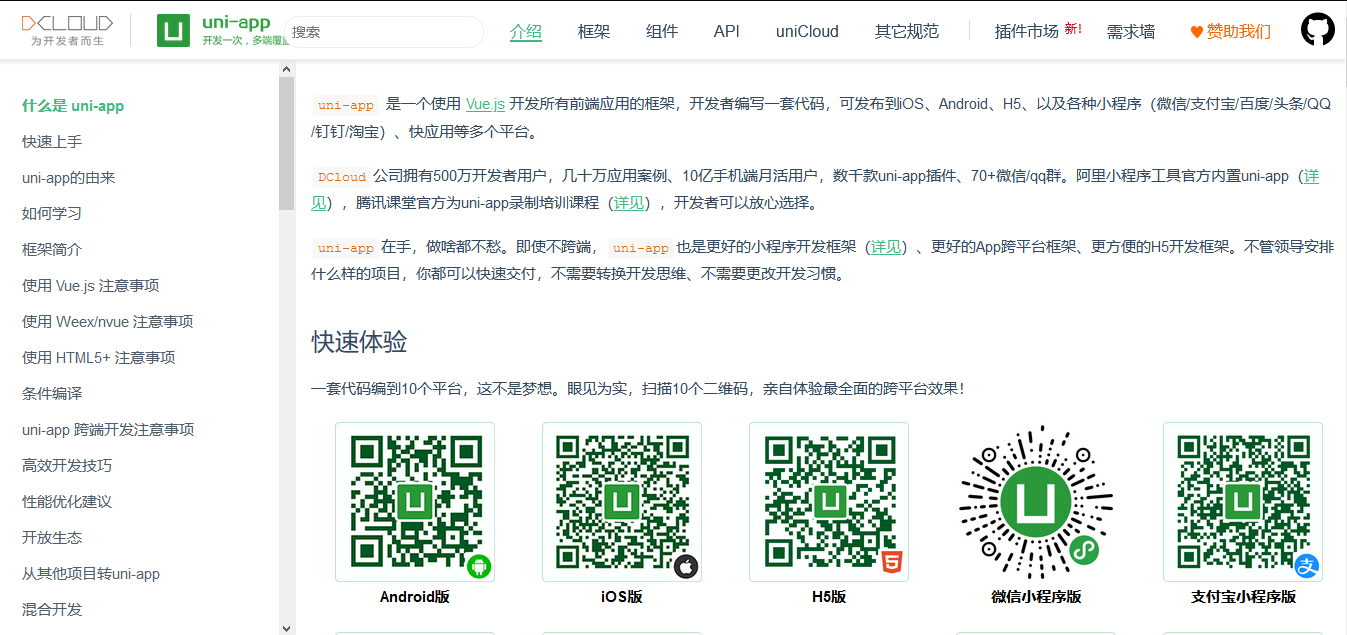 DCLOUD
为开发者而生
uni-app
开发一次，多端覆
搜索
介绍 框架 组件 API uniCloud 其它规范 插件市场 新! 需求墙 赞助我们
什么是 uni-app
快速上手
uni-app的由来
如何学习
框架简介
使用 Vue.js 注意事项
使用 Weex/nvue 注意事项
使用 HTML5+ 注意事项
条件编译
uni-app 跨端开发注意事项
高效开发技巧
性能优化建议
开放生态
从其他项目转uni-app
混合开发
uni-app 是一个使用 Vue.js 开发所有前端应用的框架，开发者编写一套代码，可发布到iOS、Android、H5、以及各种小程序（微信/支付宝/百度/头条/QQ
/钉钉/淘宝）、快应用等多个平台。
DCloud 公司拥有500万开发者用户，几十万应用案例、10亿手机端月活用户，数千款uni-app插件、70+微信/qq群。阿里小程序工具官方内置uni-app（详
见），腾讯课堂官方为uni-app录制培训课程（详见），开发者可以放心选择。
uni-app 在手，做啥都不愁。即使不跨端， uni-app 也是更好的小程序开发框架（详见）、更好的App跨平台框架、更方便的H5开发框架。不管领导安排
什么样的项目，你都可以快速交付，不需要转换开发思维、不需要更改开发习惯。
快速体验
一套代码编到10个平台，这不是梦想。眼见为实，扫描10个二维码，亲自体验最全面的跨平台效果！
Android版
iOS版
H5版
微信小程序版
支付宝小程序版